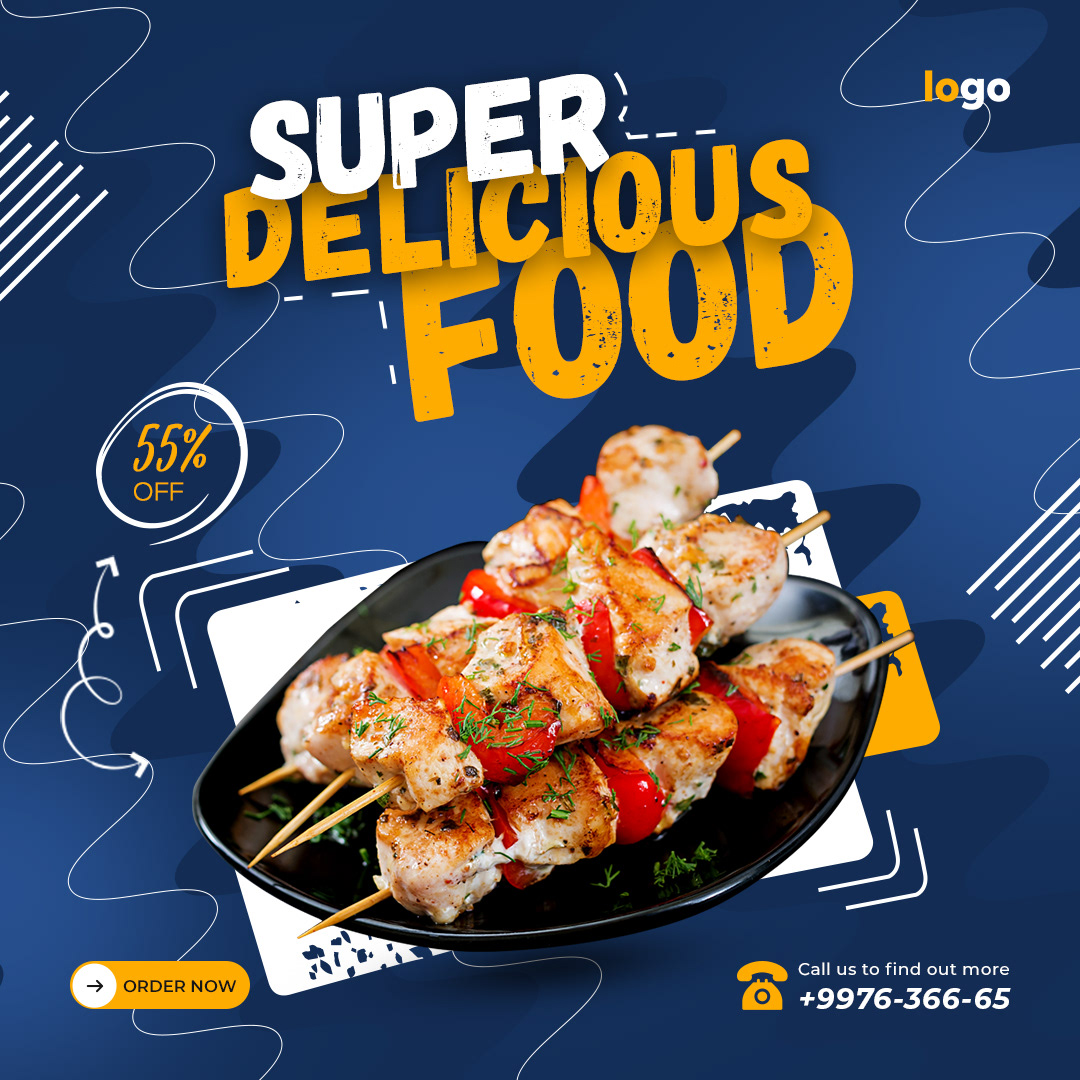 logo
SUPER
DELICIOUS
FOOD
55%
OFF
ORDER NOW
Call us to find out more
+9976-366-65